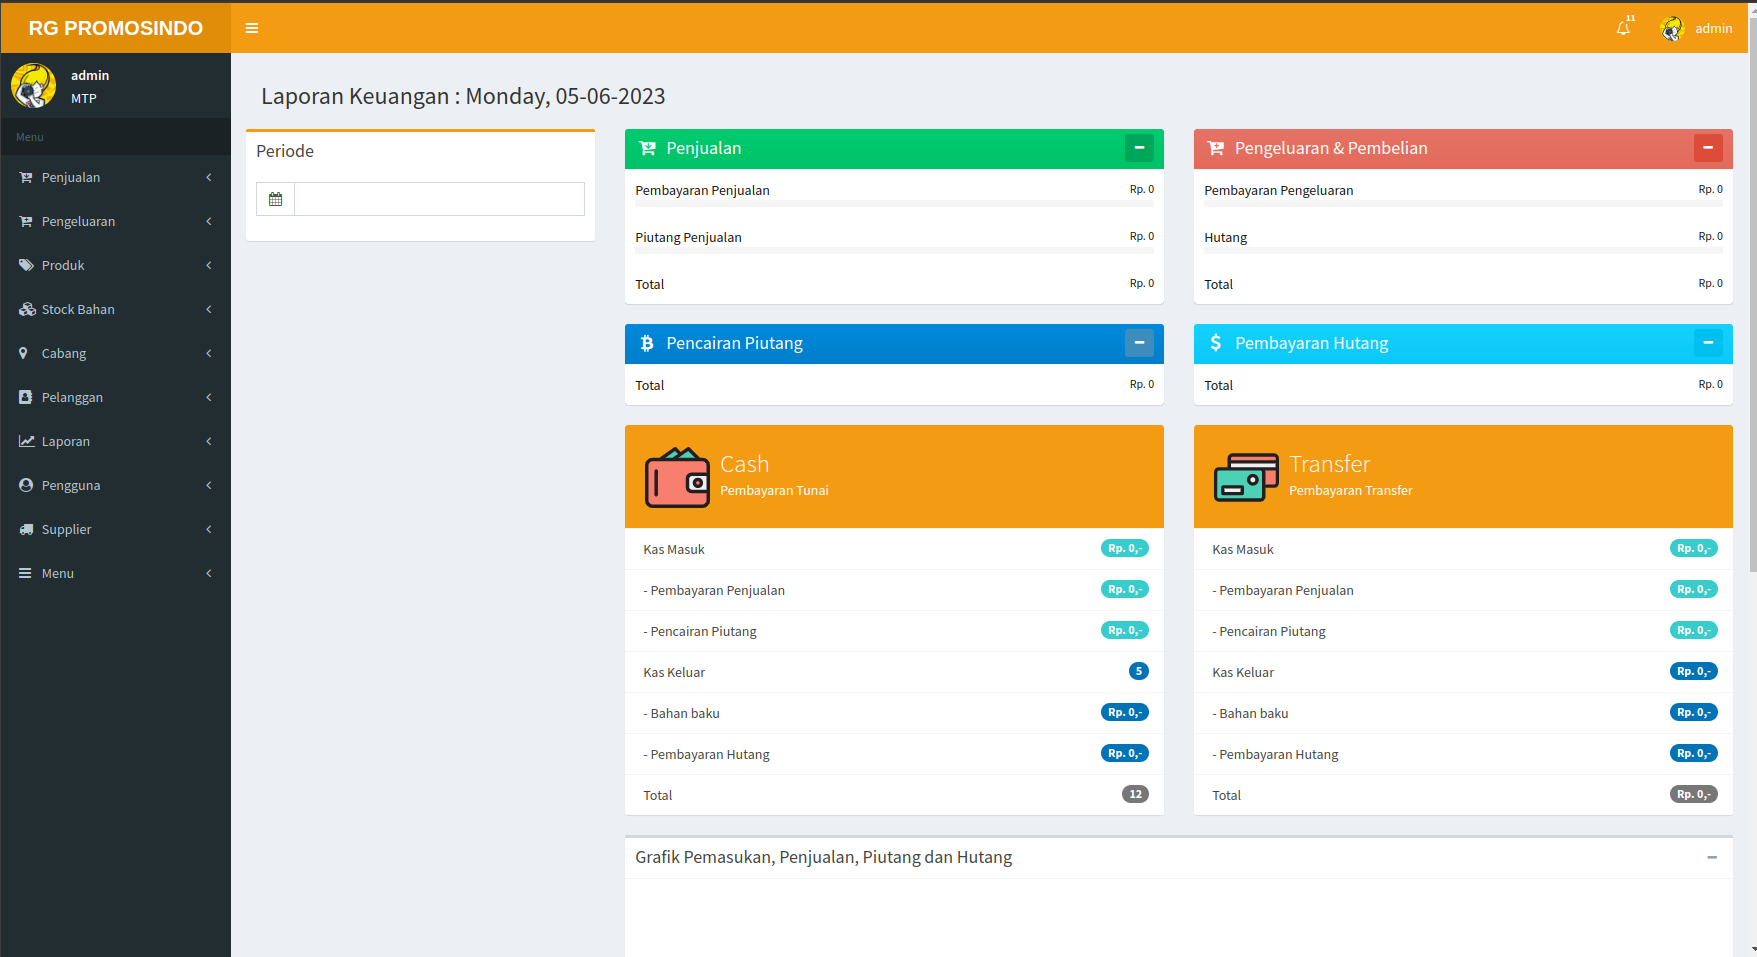 RG PROMOSINDO
11
admin
admin
MTP
Menu
Penjualan
Pengeluaran
Produk
Stock Bahan
Cabang
Pelanggan
Laporan
Pengguna
Supplier
Menu
Laporan Keuangan : Monday, 05-06-2023
Periode
Penjualan
Pembayaran Penjualan Rp. 0
Piutang Penjualan Rp. 0
Total Rp. 0
Pengeluaran & Pembelian
Pembayaran Pengeluaran Rp. 0
Hutang Rp. 0
Total Rp. 0
Pencairan Piutang
Total Rp. 0
Pembayaran Hutang
Total Rp. 0
Cash
Pembayaran Tunai
Kas Masuk Rp. 0,-
- Pembayaran Penjualan Rp. 0,-
- Pencairan Piutang Rp. 0,-
Kas Keluar 5
- Bahan baku Rp. 0,-
- Pembayaran Hutang Rp. 0,-
Total 12
Transfer
Pembayaran Transfer
Kas Masuk Rp. 0,-
- Pembayaran Penjualan Rp. 0,-
- Pencairan Piutang Rp. 0,-
Kas Keluar Rp. 0,-
- Bahan baku Rp. 0,-
- Pembayaran Hutang Rp. 0,-
Total Rp. 0,-
Grafik Pemasukan, Penjualan, Piutang dan Hutang